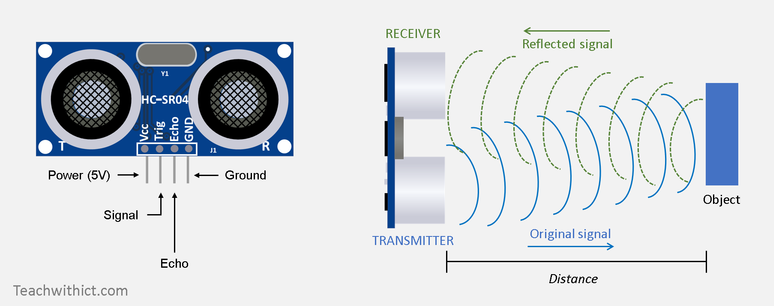 Y1
HC-SR04
Vcc
Trig
Echo
GND
T
J1
R
Power (5V)
Ground
Signal
Echo
RECEIVER
Reflected signal
Object
TRANSMITTER
Original signal
Distance
Teachwithict.com